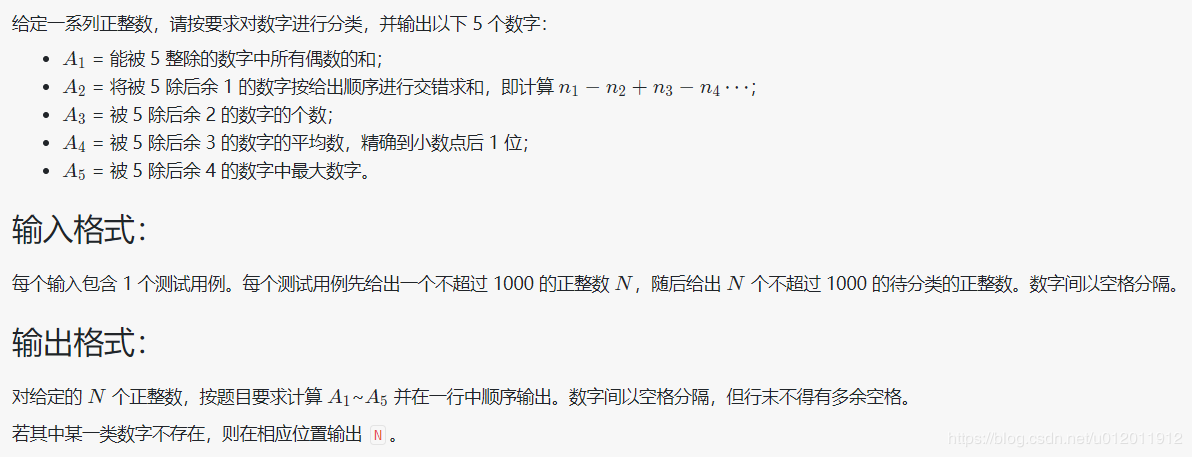 给定一系列正整数，请按要求对数字进行分类，并输出以下 5 个数字：
• A₁ = 能被 5 整除的数字中所有偶数的和；
• A₂ = 将被 5 除后余 1 的数字按给出顺序进行交错求和，即计算 n₁ − n₂ + n₃ − n₄ ⋯；
• A₃ = 被 5 除后余 2 的数字的个数；
• A₄ = 被 5 除后余 3 的数字的平均数，精确到小数点后 1 位；
• A₅ = 被 5 除后余 4 的数字中最大数字。
输入格式：
每个输入包含 1 个测试用例。每个测试用例先给出一个不超过 1000 的正整数 N，随后给出 N 个不超过 1000 的待分类的正整数。数字间以空格分隔。
输出格式：
对给定的 N 个正整数，按题目要求计算 A₁~A₅ 并在一行中顺序输出。数字间以空格分隔，但行末不得有多余空格。
若其中某一类数字不存在，则在相应位置输出 N 。
https://blog.csdn.net/u012011912